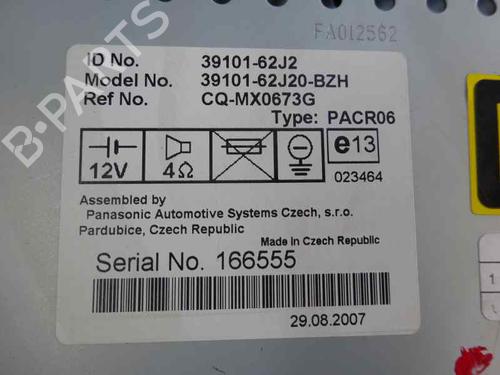 FA012562
ID No. 39101-62J2
Model No. 39101-62J20-BZH
Ref No. CQ-MX0673G
Type: PACR06
12V 4Ω e13
023464
Assembled by
Panasonic Automotive Systems Czech, s.r.o.
Pardubice, Czech Republic
Made in Czech Republic
Serial No. 166555
29.08.2007